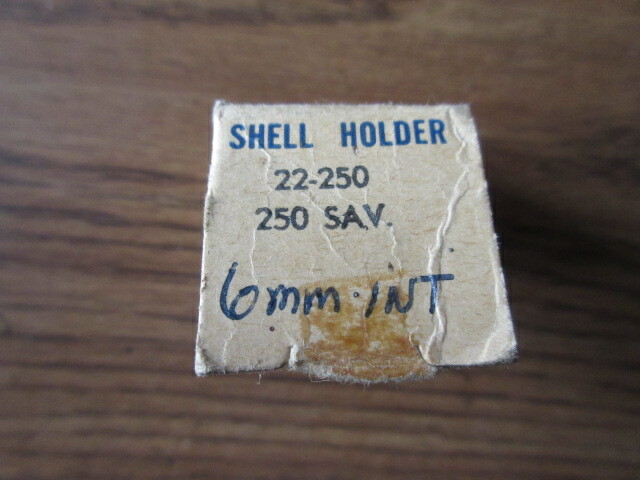 SHELL HOLDER
22-250
250 SAV.
6mm. INT